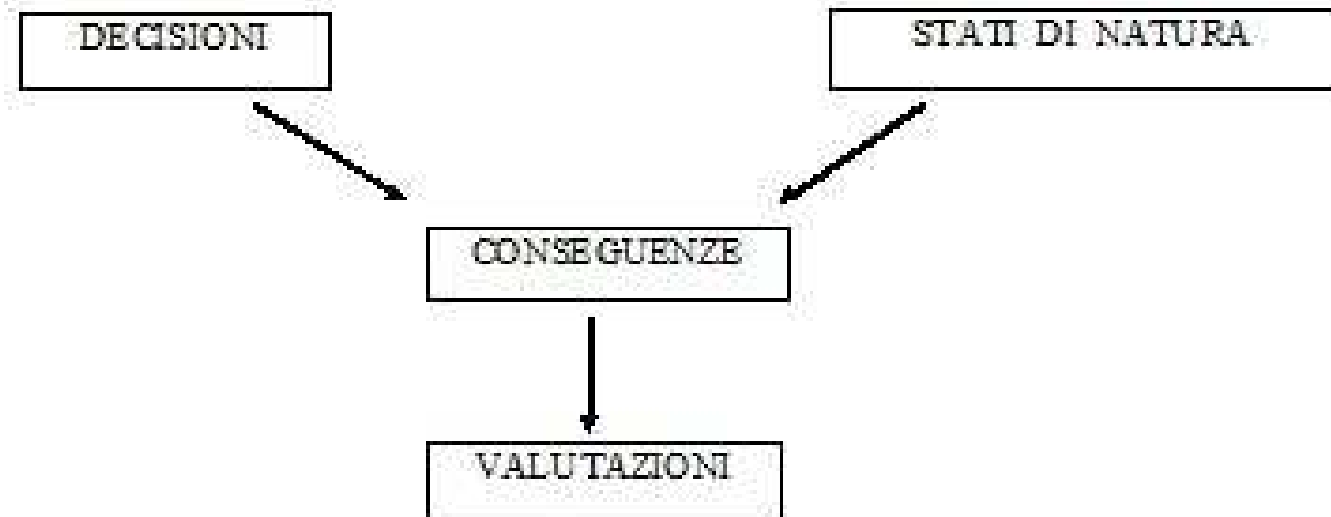 DECISIONI
STATI DI NATURA
CONSEGUENZE
VALUTAZIONI